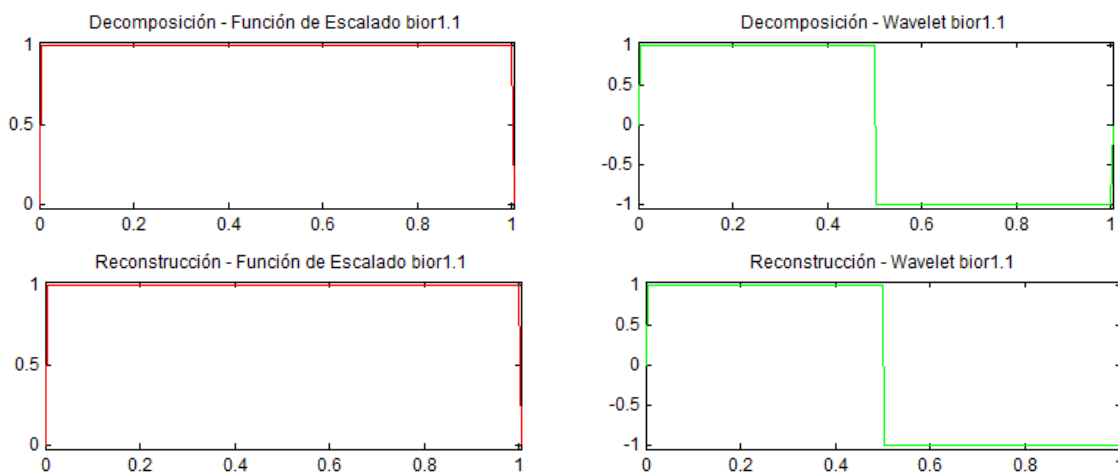 Decomposición - Función de Escalado bior1.1
1
0.5
0
0 0.2 0.4 0.6 0.8 1
Decomposición - Wavelet bior1.1
1
0.5
0
-0.5
-1
0 0.2 0.4 0.6 0.8 1
Reconstrucción - Función de Escalado bior1.1
1
0.5
0
0 0.2 0.4 0.6 0.8 1
Reconstrucción - Wavelet bior1.1
1
0.5
0
-0.5
-1
0 0.2 0.4 0.6 0.8 1